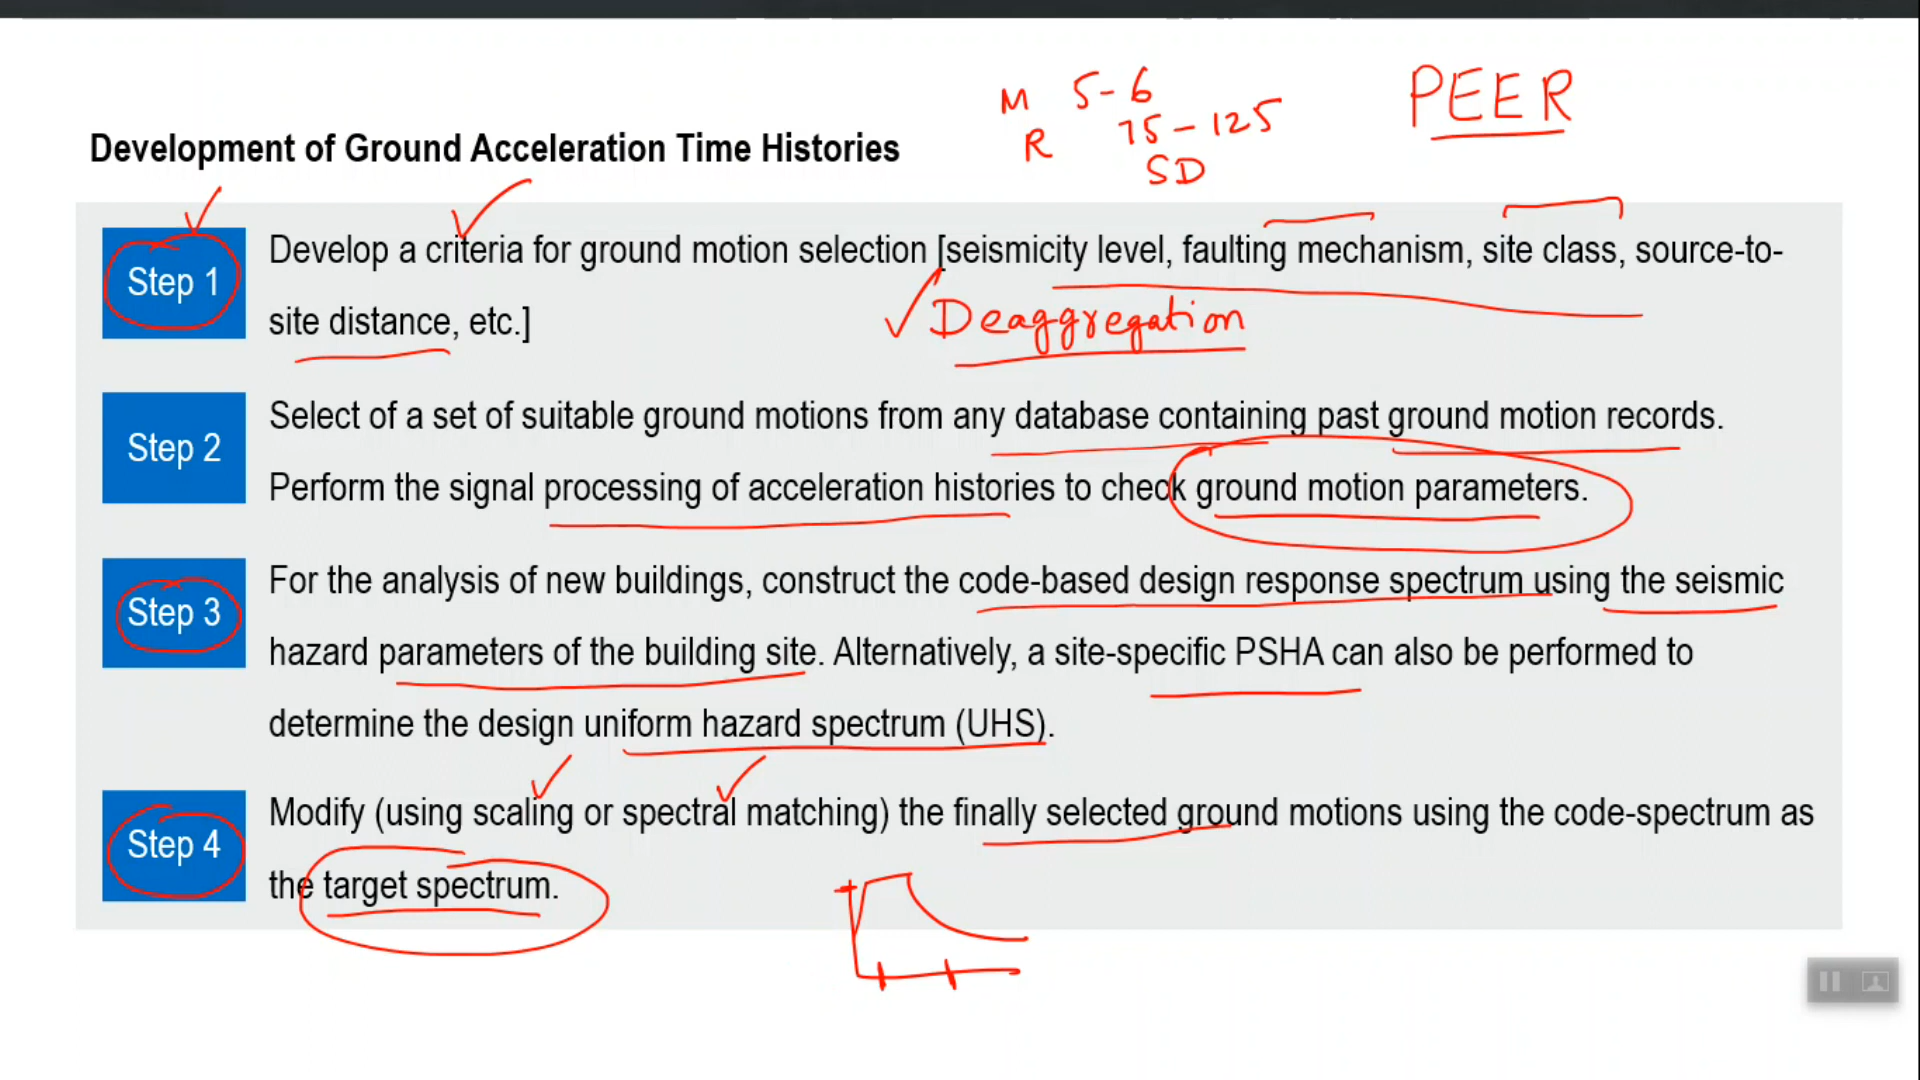 M 5-6
PEER
R 75-125
SD
Development of Ground Acceleration Time Histories
Step 1
Develop a criteria for ground motion selection [seismicity level, faulting mechanism, site class, source-to-
site distance, etc.]
Deaggregation
Step 2
Select of a set of suitable ground motions from any database containing past ground motion records.
Perform the signal processing of acceleration histories to check ground motion parameters.
Step 3
For the analysis of new buildings, construct the code-based design response spectrum using the seismic
hazard parameters of the building site. Alternatively, a site-specific PSHA can also be performed to
determine the design uniform hazard spectrum (UHS).
Step 4
Modify (using scaling or spectral matching) the finally selected ground motions using the code-spectrum as
the target spectrum.